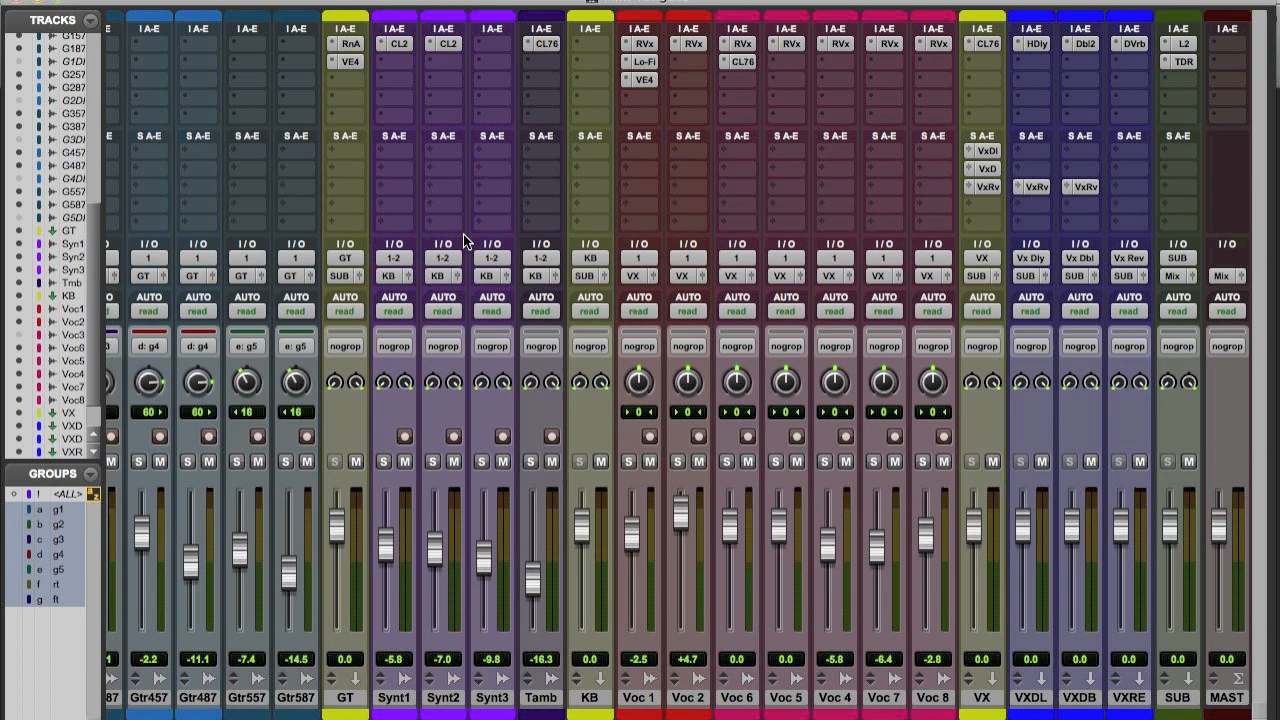 TRACKS
G157
G187
G1DI
G257
G287
G2DI
G357
G387
G3DI
G457
G487
G4DI
G557
G587
G5DI
GT
Syn1
Syn2
Syn3
Tmb
KB
Voc1
Voc2
Voc3
Voc6
Voc5
Voc4
Voc7
Voc8
VX
VXD
VXD
VXR
GROUPS
! <ALL>
a g1
b g2
c g3
d g4
e g5
f rt
g ft
I A-E I A-E I A-E I A-E I A-E I A-E I A-E I A-E I A-E I A-E I A-E I A-E I A-E I A-E I A-E I A-E I A-E I A-E I A-E I A-E I A-E I A-E I A-E
RnA CL2 CL2 CL76 RVx RVx RVx RVx RVx RVx RVx CL76 HDly Dbl2 DVrb L2
VE4 Lo-Fi CL76 TDR
VE4
S A-E S A-E S A-E S A-E S A-E S A-E S A-E S A-E S A-E S A-E S A-E S A-E S A-E S A-E S A-E S A-E S A-E S A-E S A-E S A-E S A-E S A-E
VxDl
VxD
VxRv VxRv VxRv
I/O I/O I/O I/O I/O I/O I/O I/O I/O I/O I/O I/O I/O I/O I/O I/O I/O I/O I/O I/O I/O I/O I/O
1 1 1 1 GT 1-2 1-2 1-2 1-2 KB 1 1 1 1 1 1 1 VX Vx Dly Vx Dbl Vx Rev SUB
GT GT GT GT SUB KB KB KB KB SUB VX VX VX VX VX VX VX SUB SUB SUB SUB Mix Mix
AUTO AUTO AUTO AUTO AUTO AUTO AUTO AUTO AUTO AUTO AUTO AUTO AUTO AUTO AUTO AUTO AUTO AUTO AUTO AUTO AUTO AUTO AUTO
read read read read read read read read read read read read read read read read read read read read read read read
d: g4 d: g4 e: g5 e: g5 nogrop nogrop nogrop nogrop nogrop nogrop nogrop nogrop nogrop nogrop nogrop nogrop nogrop nogrop nogrop nogrop nogrop nogrop nogrop
60 60 16 16 0 0 0 0 0 0 0
S M S M S M S M S M S M S M S M S M S M S M S M S M S M S M S M S M S M S M S M S M S M
-2.2 -11.1 -7.4 -14.5 0.0 -5.8 -7.0 -9.8 -16.3 0.0 -2.5 +4.7 0.0 0.0 -5.8 -6.4 -2.8 0.0 0.0 0.0 0.0 0.0 0.0
87 Gtr457 Gtr487 Gtr557 Gtr587 GT Synt1 Synt2 Synt3 Tamb KB Voc 1 Voc 2 Voc 6 Voc 5 Voc 4 Voc 7 Voc 8 VX VXDL VXDB VXRE SUB MAST